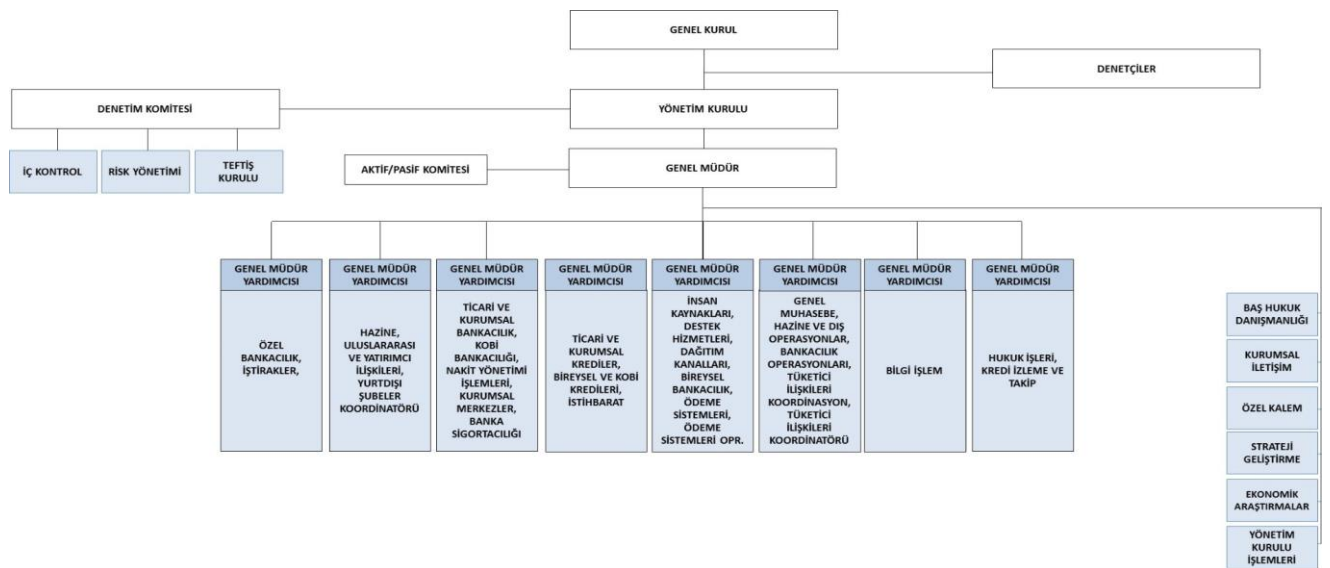 GENEL KURUL
DENETÇİLER
DENETİM KOMİTESİ
YÖNETİM KURULU
İÇ KONTROL
RİSK YÖNETİMİ
TEFTİŞ
KURULU
AKTİF/PASİF KOMİTESİ
GENEL MÜDÜR
GENEL MÜDÜR
YARDIMCISI
ÖZEL
BANKACILIK,
İŞTİRAKLER,
GENEL MÜDÜR
YARDIMCISI
HAZİNE,
ULUSLARARASI
VE YATIRIMCI
İLİŞKİLERİ,
YURTDIŞI
ŞUBELER
KOORDİNATÖRÜ
GENEL MÜDÜR
YARDIMCISI
TİCARİ VE
KURUMSAL
BANKACILIK,
KOBİ
BANKACILIĞI,
NAKİT YÖNETİMİ
İŞLEMLERİ,
KURUMSAL
MERKEZLER,
BANKA
SİGORTACILIĞI
GENEL MÜDÜR
YARDIMCISI
TİCARİ VE
KURUMSAL
KREDİLER,
BİREYSEL VE KOBİ
KREDİLERİ,
İSTİHBARAT
GENEL MÜDÜR
YARDIMCISI
İNSAN
KAYNAKLARI,
DESTEK
HİZMETLERİ,
DAĞITIM
KANALLARI,
BİREYSEL
BANKACILIK,
ÖDEME
SİSTEMLERİ,
ÖDEME
SİSTEMLERİ OPR.
GENEL MÜDÜR
YARDIMCISI
GENEL
MUHASEBE,
HAZİNE VE DIŞ
OPERASYONLAR,
BANKACILIK
OPERASYONLARI,
TÜKETİCİ
İLİŞKİLERİ
KOORDİNASYON,
TÜKETİCİ
İLİŞKİLERİ
KOORDİNATÖRÜ
GENEL MÜDÜR
YARDIMCISI
BİLGİ İŞLEM
GENEL MÜDÜR
YARDIMCISI
HUKUK İŞLERİ,
KREDİ İZLEME VE
TAKİP
BAŞ HUKUK
DANIŞMANLIĞI
KURUMSAL
İLETİŞİM
ÖZEL KALEM
STRATEJİ
GELİŞTİRME
EKONOMİK
ARAŞTIRMALAR
YÖNETİM
KURULU
İŞLEMLERİ